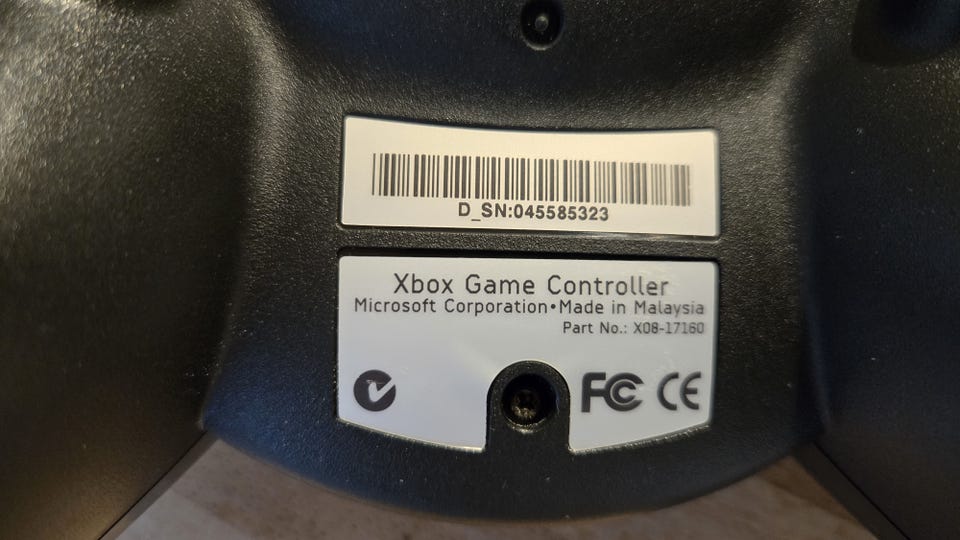 D_SN:045585323
Xbox Game Controller
Microsoft Corporation•Made in Malaysia
Part No.: X08-17160
FC CE